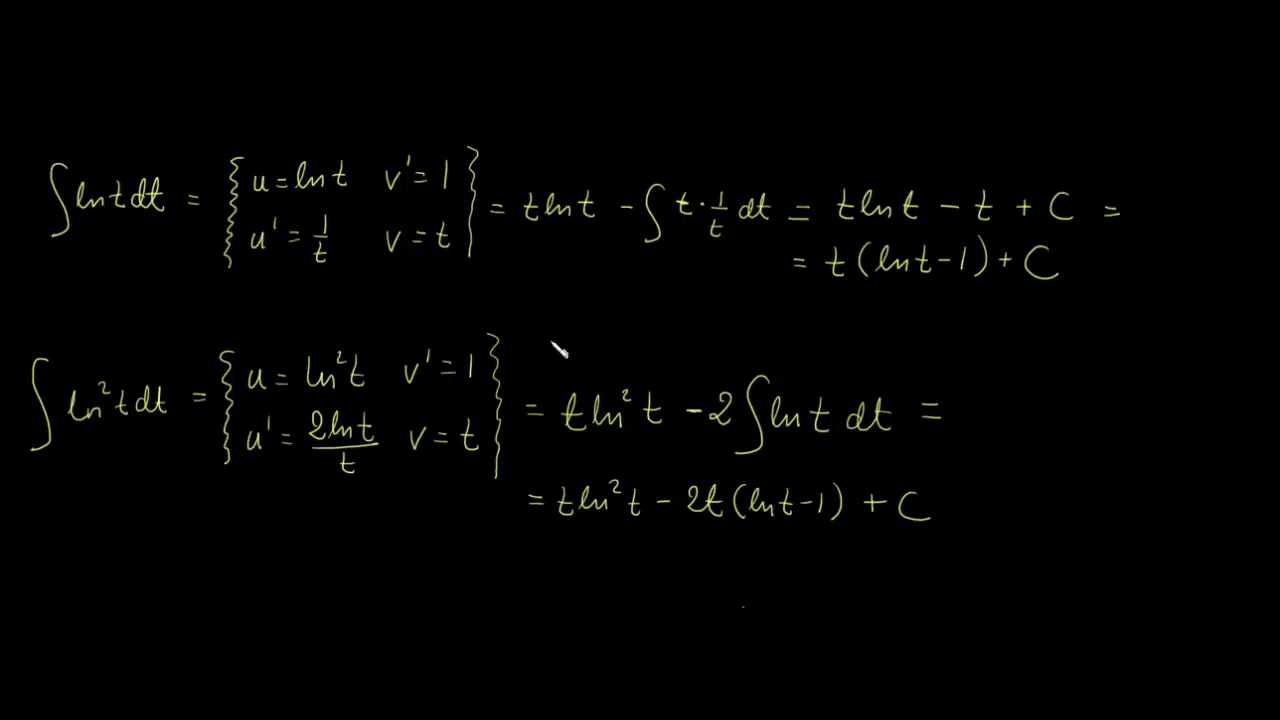 ∫ ln t dt = { u = ln t v' = 1 u' = 1/t v = t } = t ln t - ∫ t · 1/t dt = t ln t - t + C =
= t (ln t - 1) + C
∫ ln² t dt = { u = ln² t v' = 1 u' = 2 ln t / t v = t } = t ln² t - 2 ∫ ln t dt =
= t ln² t - 2t (ln t - 1) + C